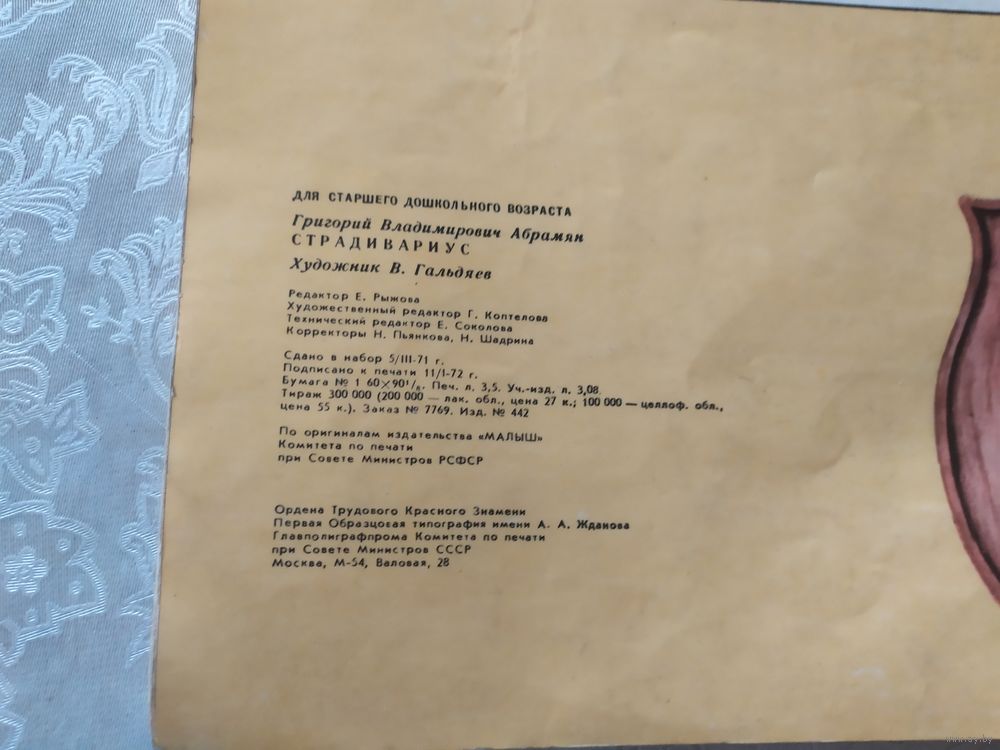 ДЛЯ СТАРШЕГО ДОШКОЛЬНОГО ВОЗРАСТА
Григорий Владимирович Абрамян
СТРАДИВАРИУС
Художник В. Гальдяев
Редактор Е. Рыжова
Художественный редактор Г. Коптелова
Технический редактор Е. Соколова
Корректоры Н. Пьянкова, Н. Шадрина
Сдано в набор 5/III-71 г.
Подписано к печати 11/I-72 г.
Бумага № 1 60×90¹/₈. Печ. л. 3,5. Уч.-изд. л. 3,08.
Тираж 300 000 (200 000 — лак. обл., цена 27 к.; 100 000 — целлоф. обл.,
цена 55 к.). Заказ № 7769. Изд. № 442
По оригиналам издательства «МАЛЫШ»
Комитета по печати
при Совете Министров РСФСР
Ордена Трудового Красного Знамени
Первая Образцовая типография имени А. А. Жданова
Главполиграфпрома Комитета по печати
при Совете Министров СССР
Москва, М-54, Валовая, 28